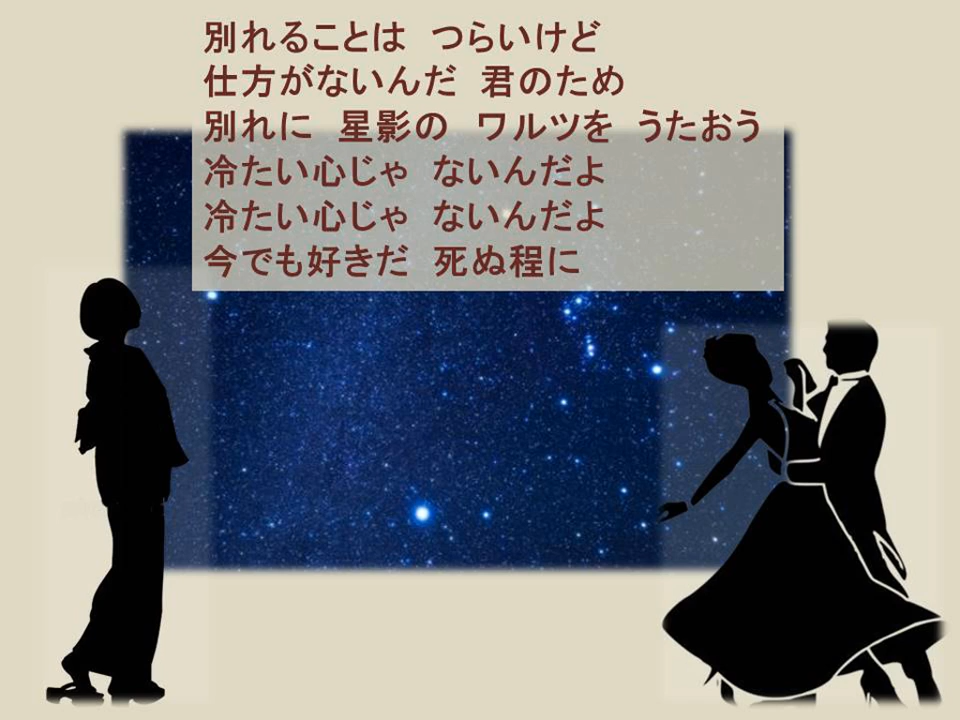 別れることは　つらいけど
仕方がないんだ　君のため
別れに　星影の　ワルツを　うたおう
冷たい心じゃ　ないんだよ
冷たい心じゃ　ないんだよ
今でも好きだ　死ぬ程に